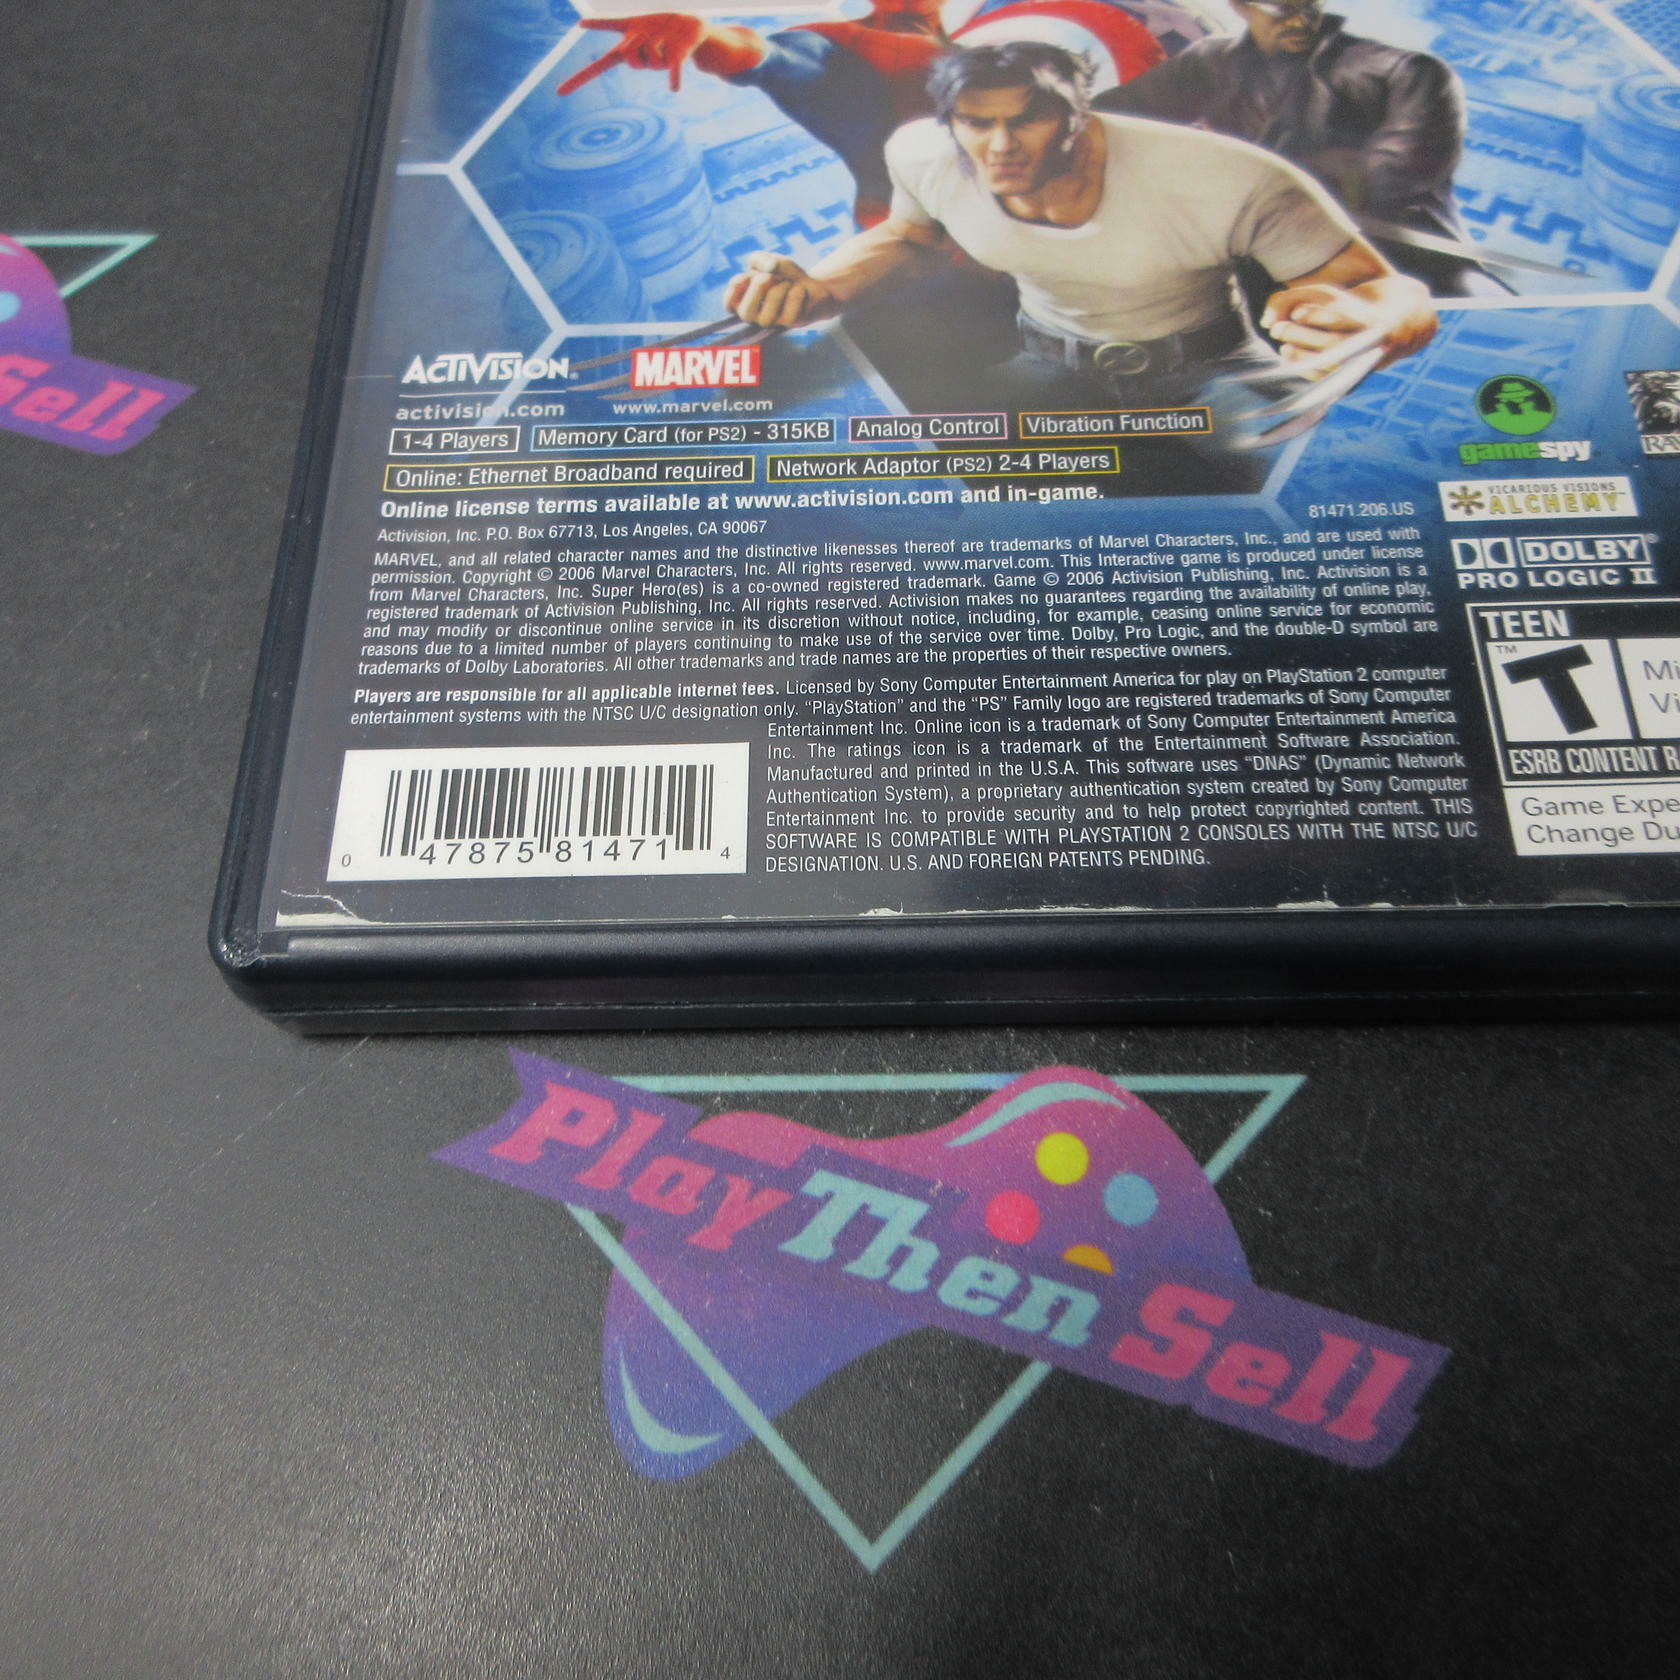 ACTIVISION®
MARVEL
activision.com
www.marvel.com
1-4 Players
Memory Card (for PS2) - 315KB
Analog Control
Vibration Function
Online: Ethernet Broadband required
Network Adaptor (PS2) 2-4 Players
Online license terms available at www.activision.com and in-game.
Activision, Inc. P.O. Box 67713, Los Angeles, CA 90067
81471.206.US
MARVEL, and all related character names and the distinctive likenesses thereof are trademarks of Marvel Characters, Inc., and are used with
permission. Copyright © 2006 Marvel Characters, Inc. All rights reserved. www.marvel.com. This Interactive game is produced under license
from Marvel Characters, Inc. Super Hero(es) is a co-owned registered trademark. Game © 2006 Activision Publishing, Inc. Activision is a
registered trademark of Activision Publishing, Inc. All rights reserved. Activision makes no guarantees regarding the availability of online play,
and may modify or discontinue online service in its discretion without notice, including, for example, ceasing online service for economic
reasons due to a limited number of players continuing to make use of the service over time. Dolby, Pro Logic, and the double-D symbol are
trademarks of Dolby Laboratories. All other trademarks and trade names are the properties of their respective owners.
Players are responsible for all applicable internet fees. Licensed by Sony Computer Entertainment America for play on PlayStation 2 computer
entertainment systems with the NTSC U/C designation only. “PlayStation” and the “PS” Family logo are registered trademarks of Sony Computer
Entertainment Inc. Online icon is a trademark of Sony Computer Entertainment America
Inc. The ratings icon is a trademark of the Entertainment Software Association.
Manufactured and printed in the U.S.A. This software uses “DNAS” (Dynamic Network
Authentication System), a proprietary authentication system created by Sony Computer
Entertainment Inc. to provide security and to help protect copyrighted content. THIS
SOFTWARE IS COMPATIBLE WITH PLAYSTATION 2 CONSOLES WITH THE NTSC U/C
DESIGNATION. U.S. AND FOREIGN PATENTS PENDING.
0 47875 81471 4
gamespy
VICARIOUS VISIONS
ALCHEMY™
DOLBY®
PRO LOGIC II
TEEN
T™
ESRB CONTENT
Game
Change
Sell
Play Then Sell